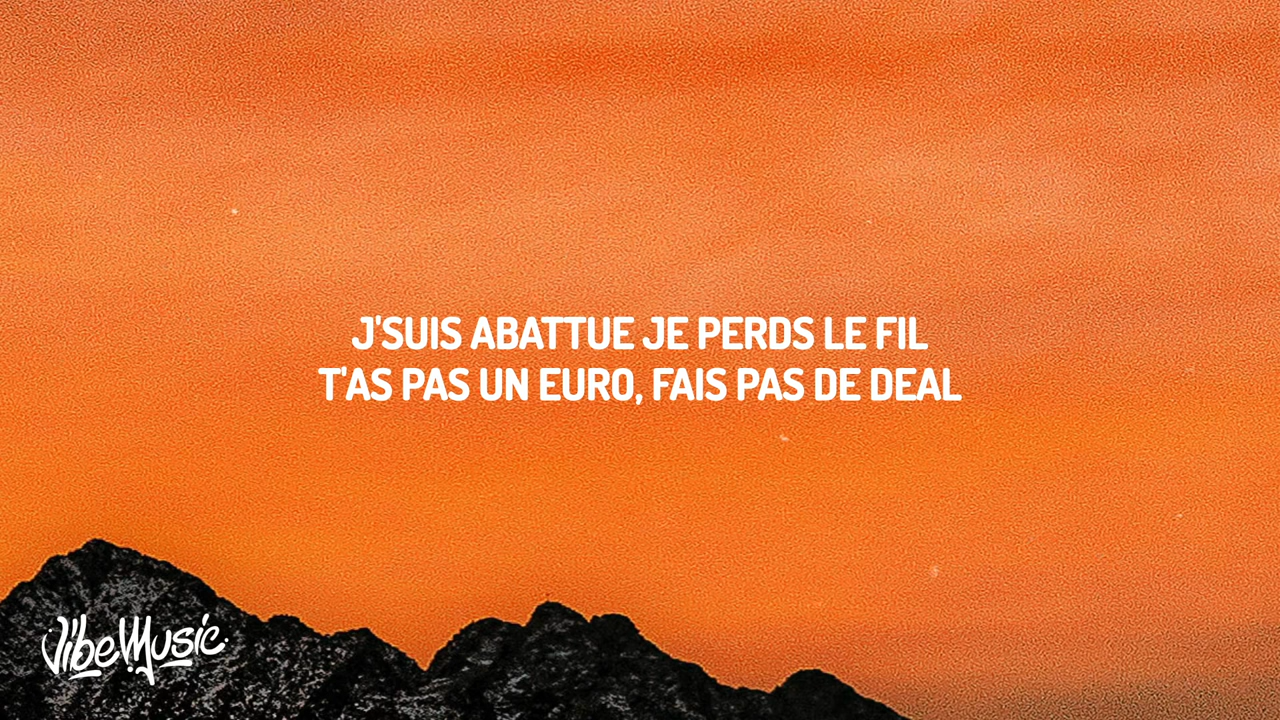 J'SUIS ABATTUE JE PERDS LE FIL
T'AS PAS UN EURO, FAIS PAS DE DEAL
VibeMusic